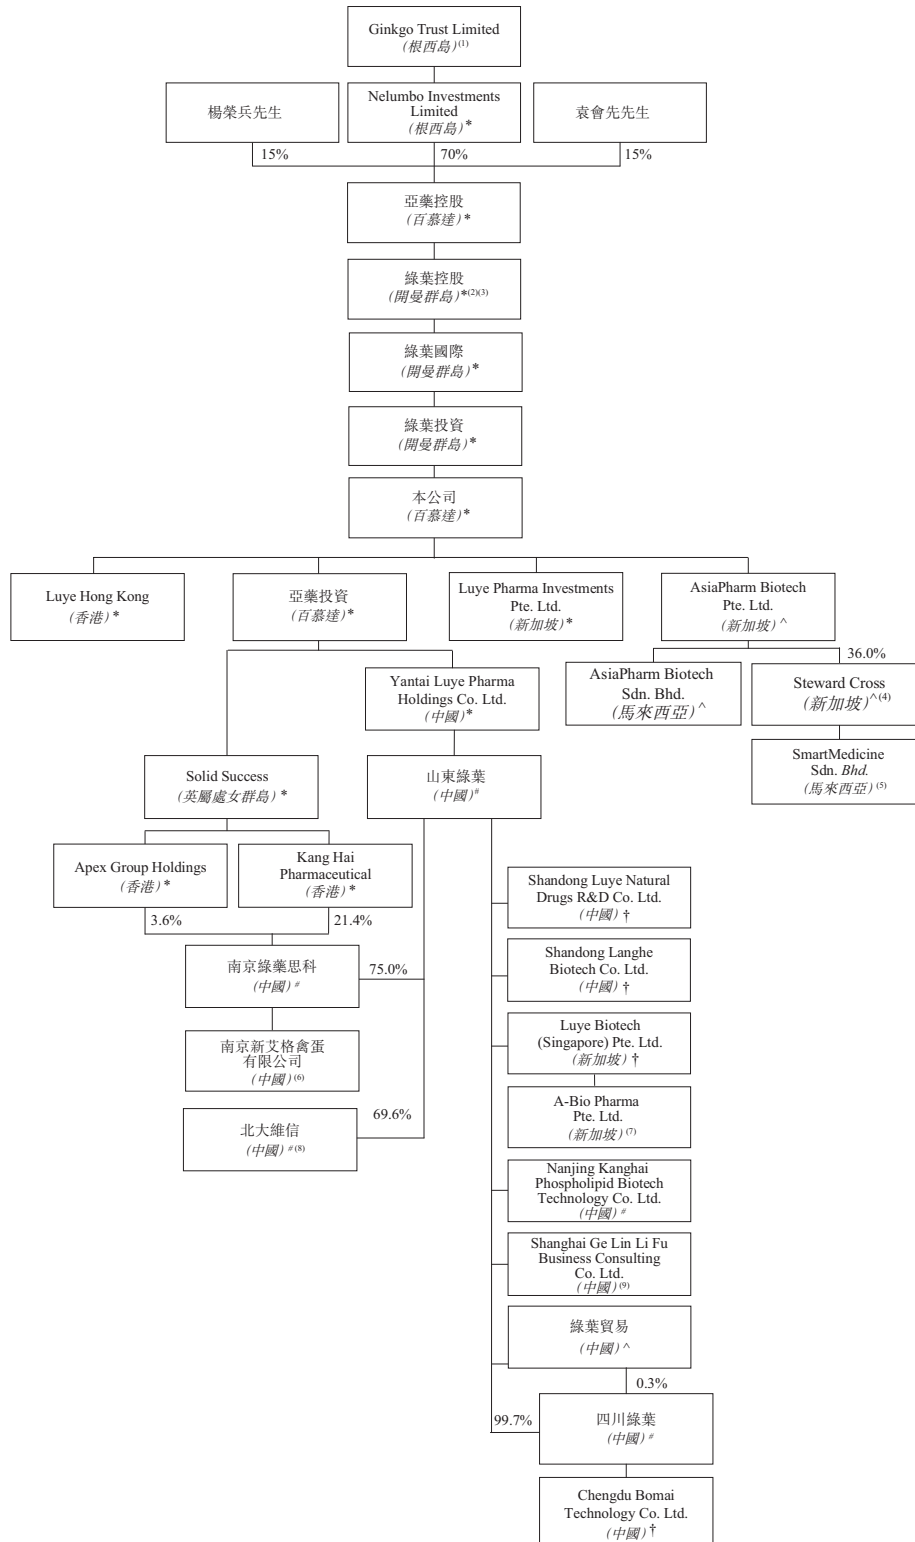 Ginkgo Trust Limited
(根西島)(1)
楊榮兵先生
Nelumbo Investments
Limited
(根西島)*
袁會先先生
15%
70%
15%
亞藥控股
(百慕達)*
綠葉控股
(開曼群島)*(2)(3)
綠葉國際
(開曼群島)*
綠葉投資
(開曼群島)*
本公司
(百慕達)*
Luye Hong Kong
(香港)*
亞藥投資
(百慕達)*
Luye Pharma Investments
Pte. Ltd.
(新加坡)*
AsiaPharm Biotech
Pte. Ltd.
(新加坡)^
36.0%
Yantai Luye Pharma
Holdings Co. Ltd.
(中國)*
AsiaPharm Biotech
Sdn. Bhd.
(馬來西亞)^
Steward Cross
(新加坡)^(4)
Solid Success
(英屬處女群島)*
山東綠葉
(中國)#
SmartMedicine
Sdn. Bhd.
(馬來西亞)(5)
Apex Group Holdings
(香港)*
Kang Hai
Pharmaceutical
(香港)*
3.6%
21.4%
Shandong Luye Natural
Drugs R&D Co. Ltd.
(中國)†
南京綠藥思科
(中國)#
75.0%
Shandong Langhe
Biotech Co. Ltd.
(中國)†
南京新艾格禽蛋
有限公司
(中國)(6)
Luye Biotech
(Singapore) Pte. Ltd.
(新加坡)†
北大維信
(中國)#(8)
69.6%
A-Bio Pharma
Pte. Ltd.
(新加坡)(7)
Nanjing Kanghai
Phospholipid Biotech
Technology Co. Ltd.
(中國)#
Shanghai Ge Lin Li Fu
Business Consulting
Co. Ltd.
(中國)(9)
綠葉貿易
(中國)^
0.3%
99.7%
四川綠葉
(中國)#
Chengdu Bomai
Technology Co. Ltd.
(中國)†